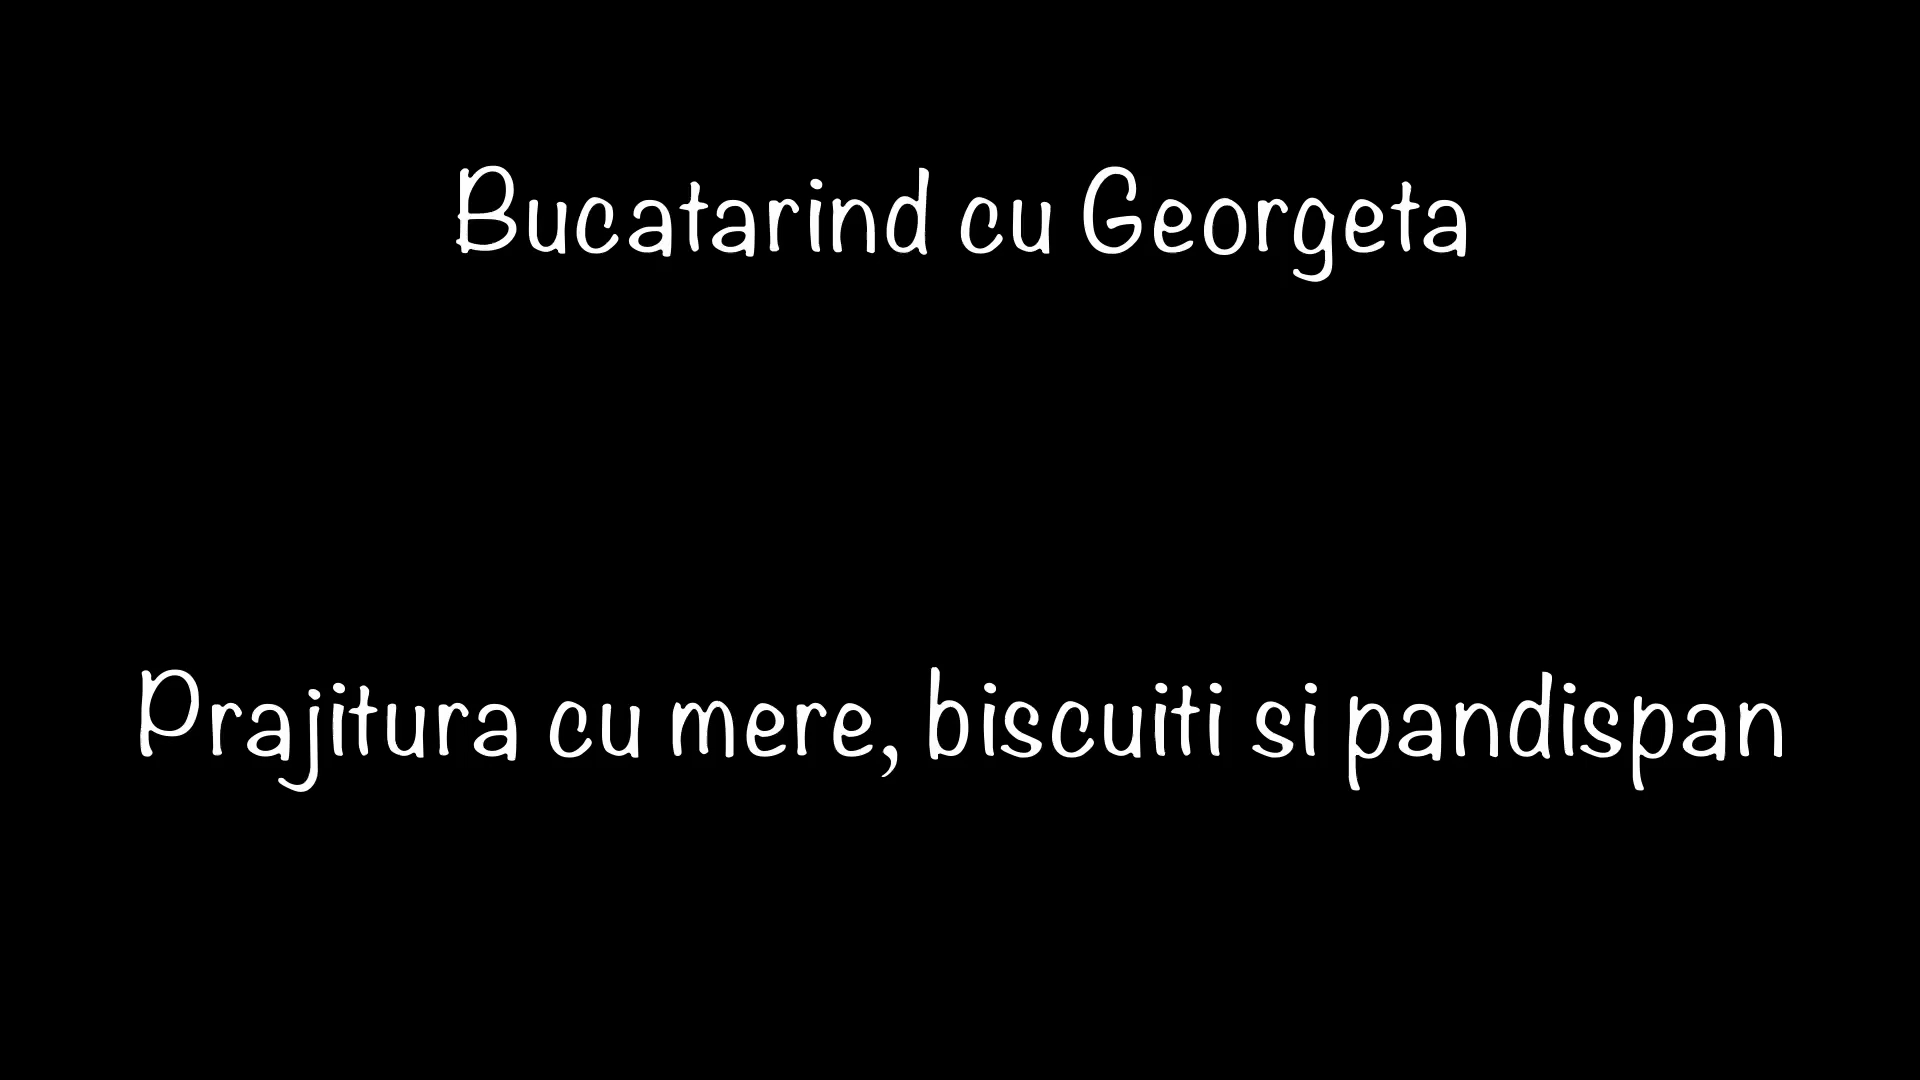 Bucatarind cu Georgeta
Prajitura cu mere, biscuiti si pandispan